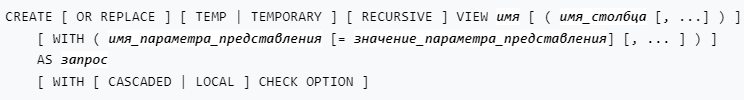 CREATE [ OR REPLACE ] [ TEMP | TEMPORARY ] [ RECURSIVE ] VIEW имя [ ( имя_столбца [, ...] ) ]
[ WITH ( имя_параметра_представления [= значение_параметра_представления] [, ... ] ) ]
AS запрос
[ WITH [ CASCADED | LOCAL ] CHECK OPTION ]